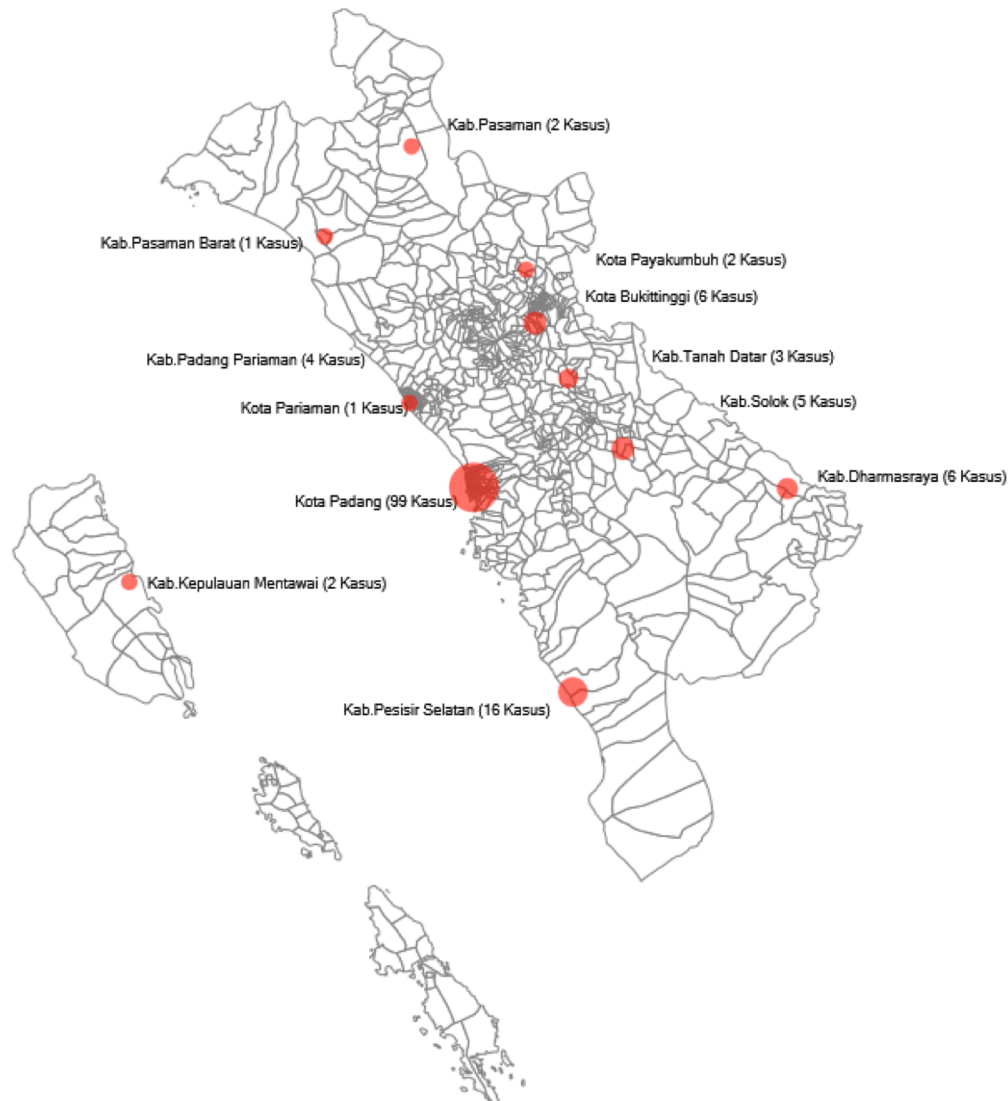 Kab.Pasaman (2 Kasus)
Kab.Pasaman Barat (1 Kasus)
Kota Payakumbuh (2 Kasus)
Kota Bukittinggi (6 Kasus)
Kab.Padang Pariaman (4 Kasus)
Kab.Tanah Datar (3 Kasus)
Kota Pariaman (1 Kasus)
Kab.Solok (5 Kasus)
Kota Padang (99 Kasus)
Kab.Dharmasraya (6 Kasus)
Kab.Kepulauan Mentawai (2 Kasus)
Kab.Pesisir Selatan (16 Kasus)